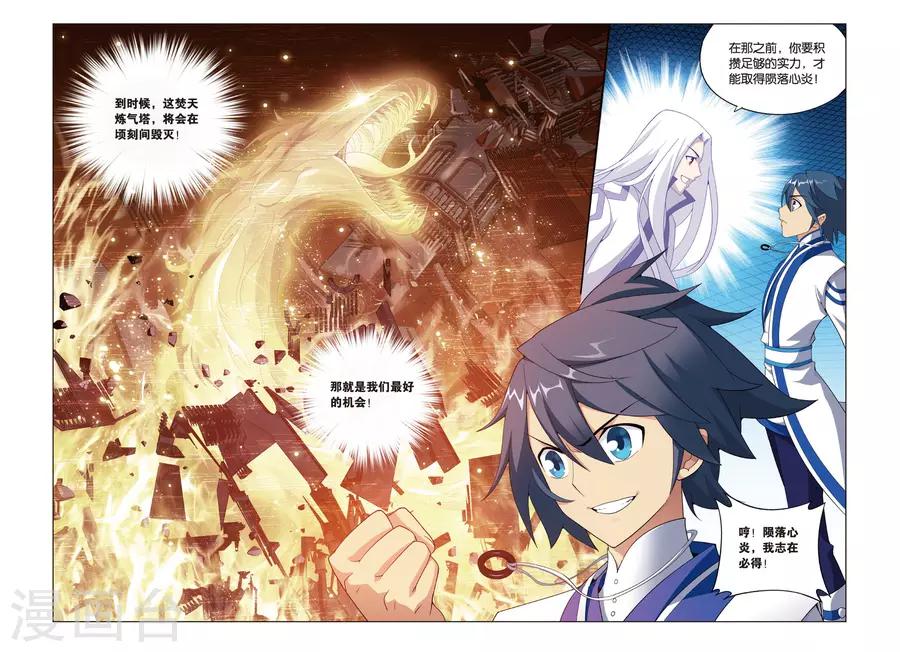 到时候，这焚天
炼气塔，将会在
顷刻间毁灭！
那就是我们最好
的机会！
在那之前，你要积
攒足够的实力，才
能取得陨落心炎！
哼！陨落心
炎，我志在
必得！
漫画台